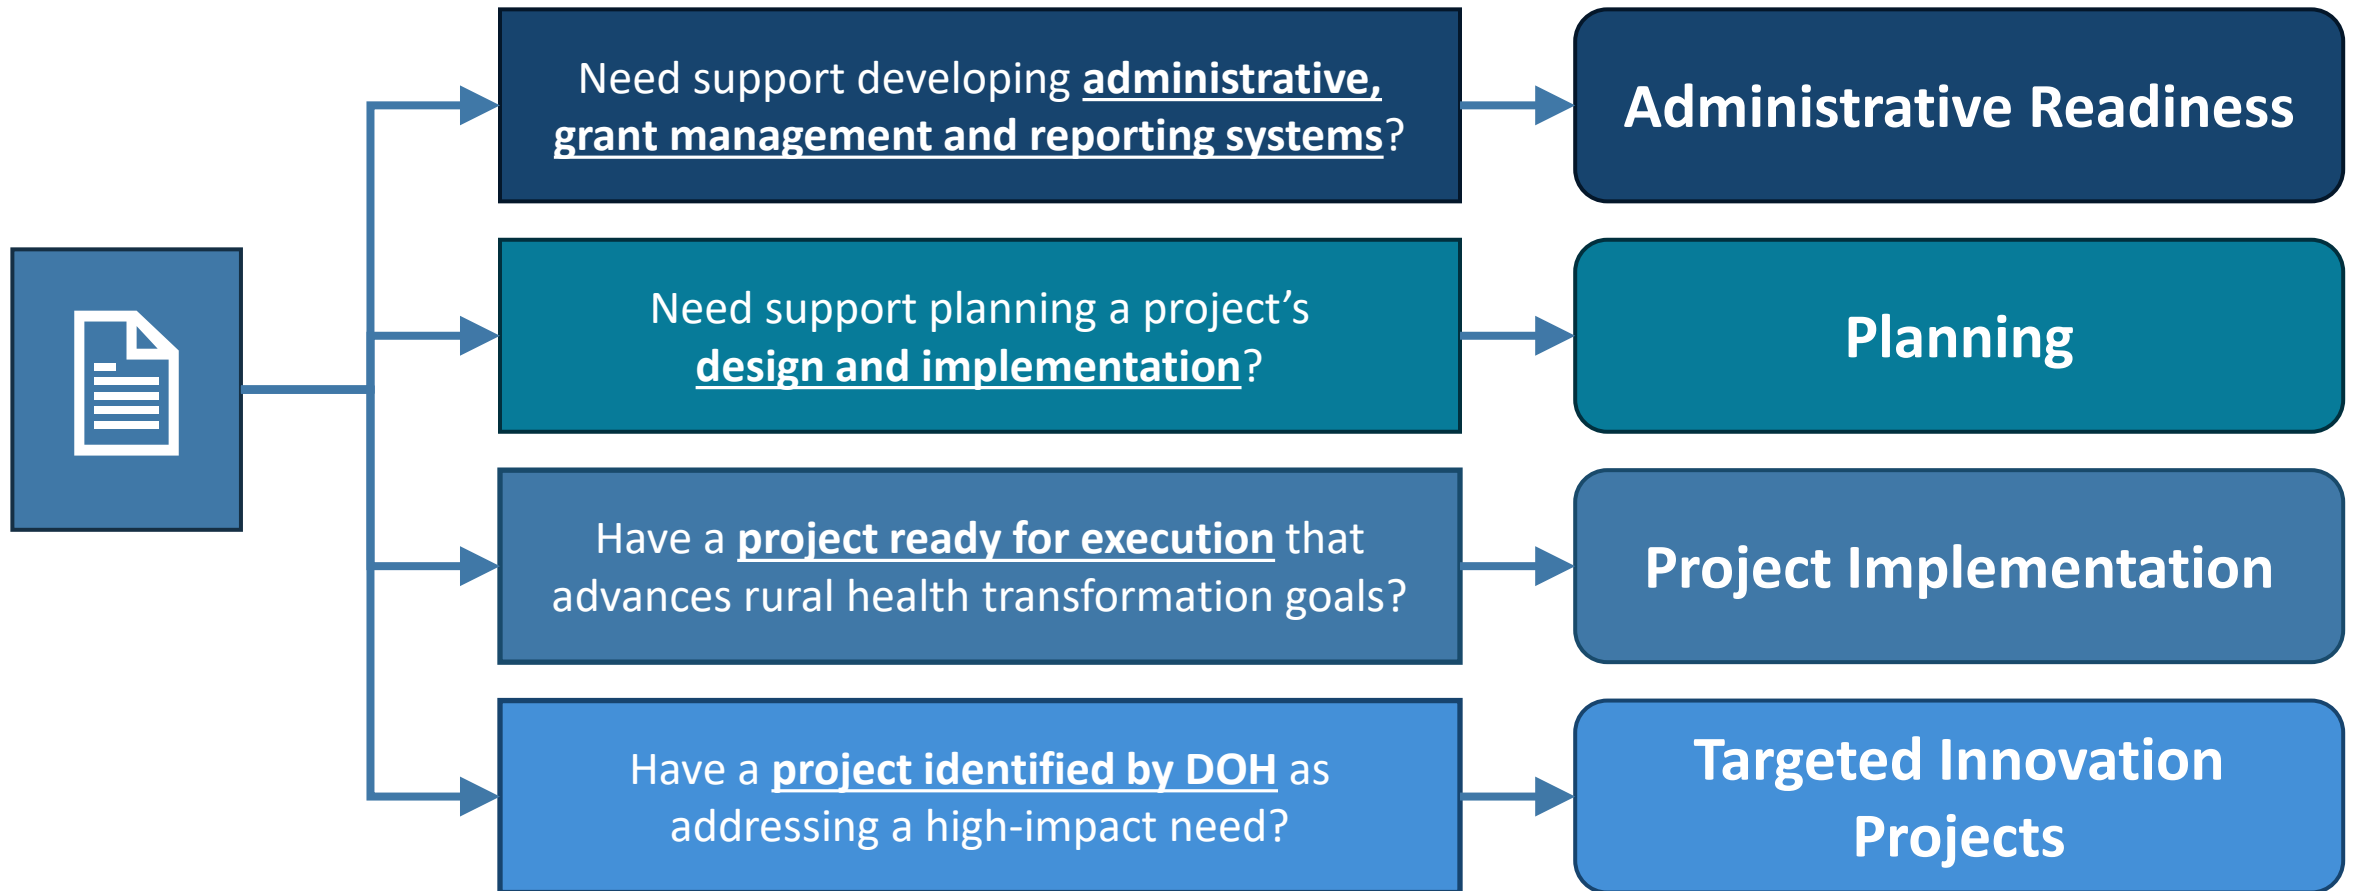 Need support developing administrative,
grant management and reporting systems?
Administrative Readiness
Need support planning a project’s
design and implementation?
Planning
Have a project ready for execution that
advances rural health transformation goals?
Project Implementation
Have a project identified by DOH as
addressing a high-impact need?
Targeted Innovation
Projects